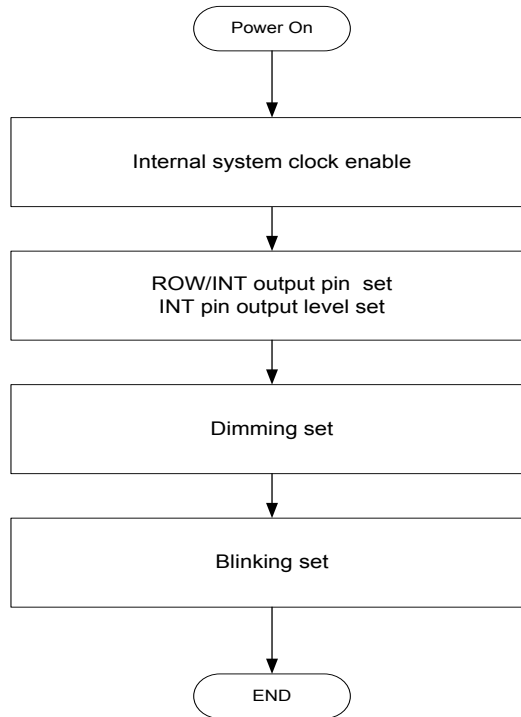 Power On
Internal system clock enable
ROW/INT output pin set
INT pin output level set
Dimming set
Blinking set
END